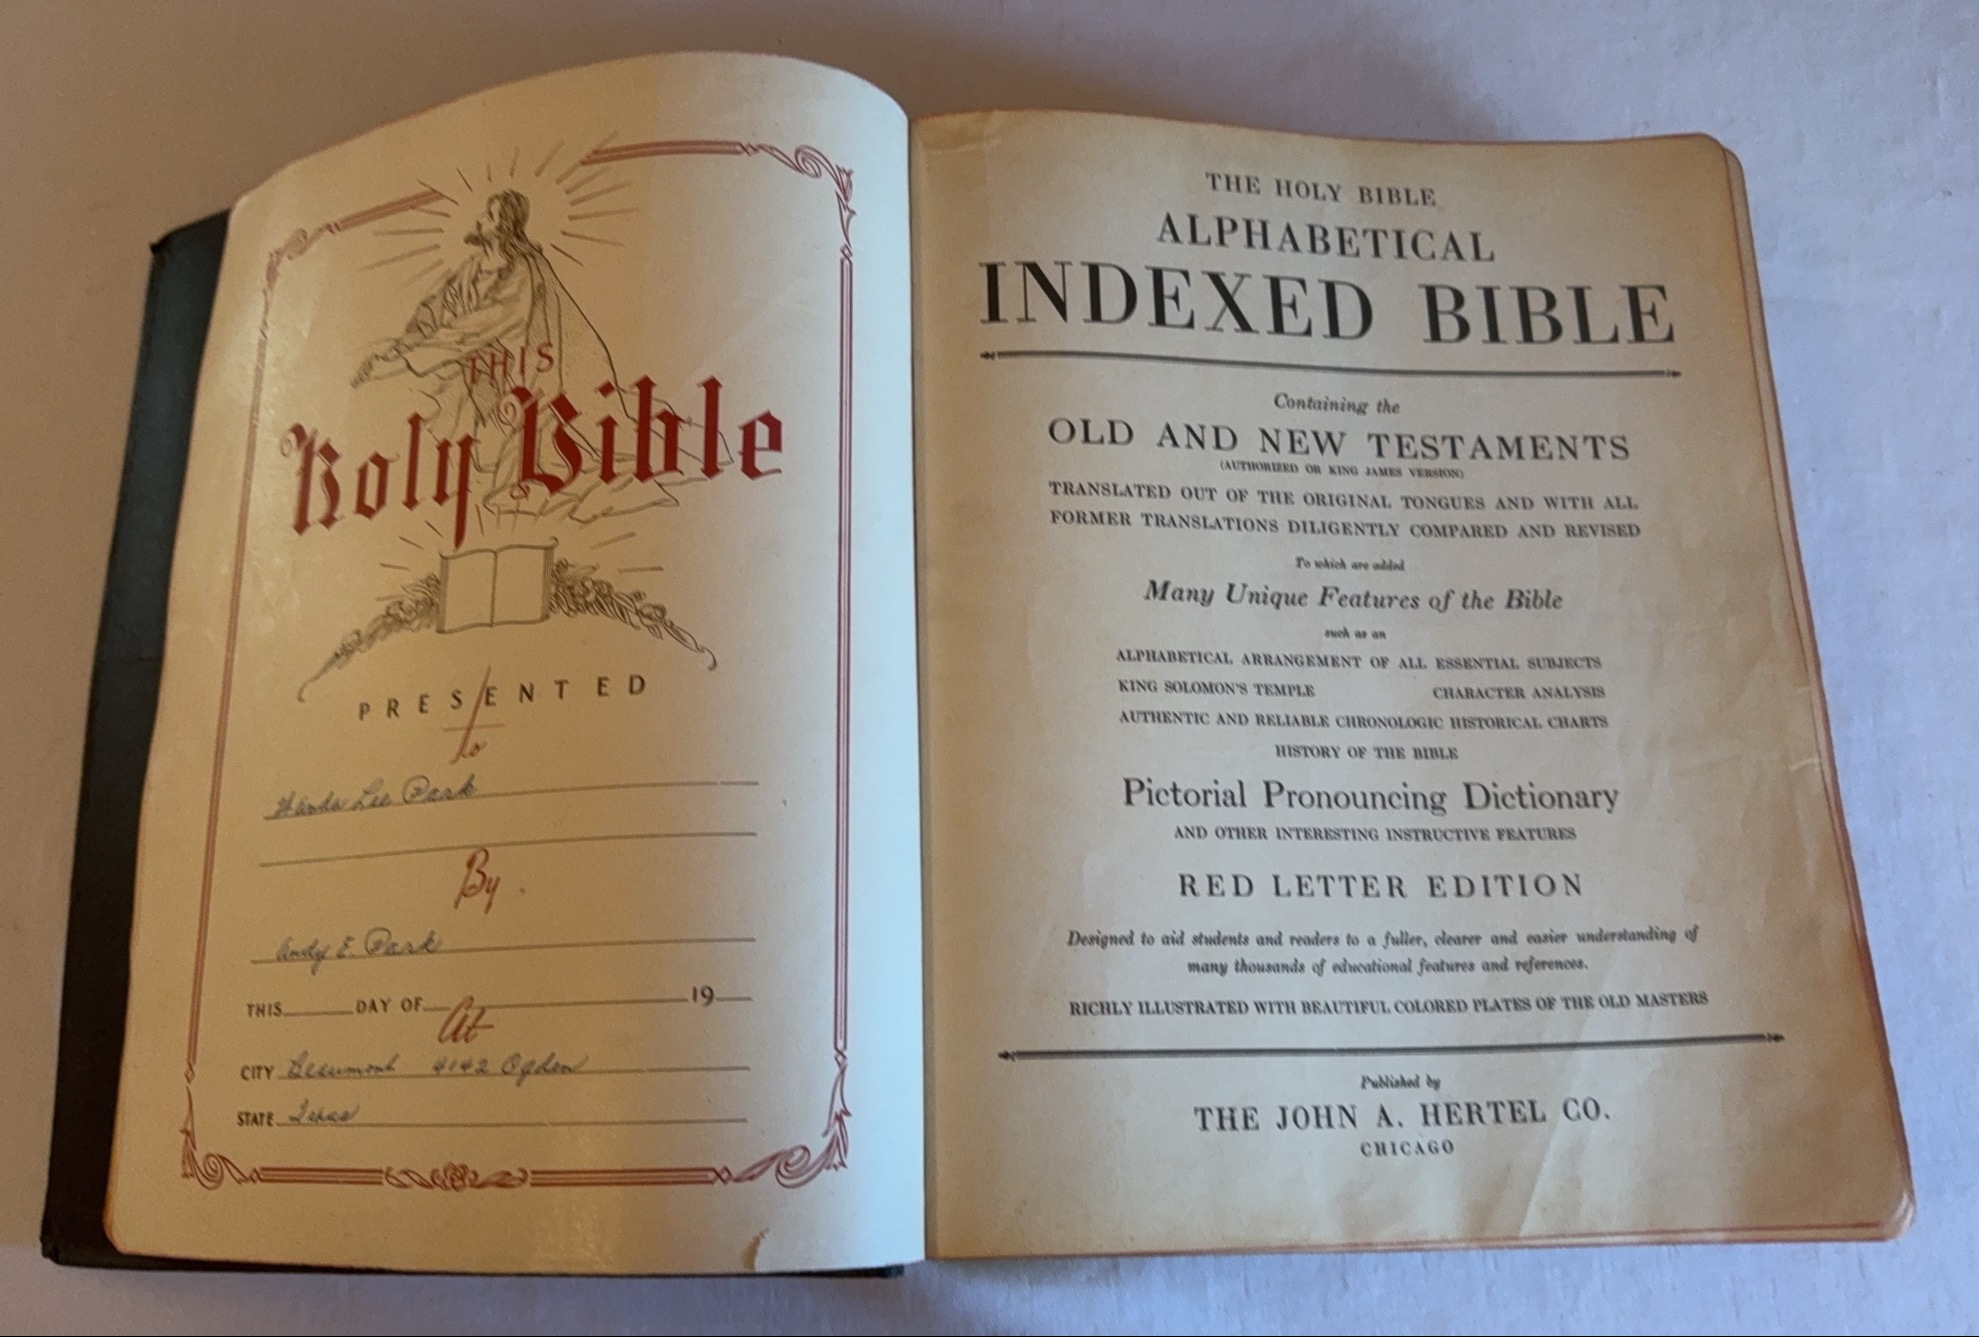 THIS
Holy Bible
PRESENTED
to
Wanda Lee Park
By
Andy E. Park
THIS DAY OF 19
At
CITY Beaumont 4142 Ogden
STATE Texas
THE HOLY BIBLE
ALPHABETICAL
INDEXED BIBLE
Containing the
OLD AND NEW TESTAMENTS
(AUTHORIZED OR KING JAMES VERSION)
TRANSLATED OUT OF THE ORIGINAL TONGUES AND WITH ALL
FORMER TRANSLATIONS DILIGENTLY COMPARED AND REVISED
To which are added
Many Unique Features of the Bible
such as an
ALPHABETICAL ARRANGEMENT OF ALL ESSENTIAL SUBJECTS
KING SOLOMON'S TEMPLE CHARACTER ANALYSIS
AUTHENTIC AND RELIABLE CHRONOLOGIC HISTORICAL CHARTS
HISTORY OF THE BIBLE
Pictorial Pronouncing Dictionary
AND OTHER INTERESTING INSTRUCTIVE FEATURES
RED LETTER EDITION
Designed to aid students and readers to a fuller, clearer and easier understanding of
many thousands of educational features and references.
RICHLY ILLUSTRATED WITH BEAUTIFUL COLORED PLATES OF THE OLD MASTERS
Published by
THE JOHN A. HERTEL CO.
CHICAGO